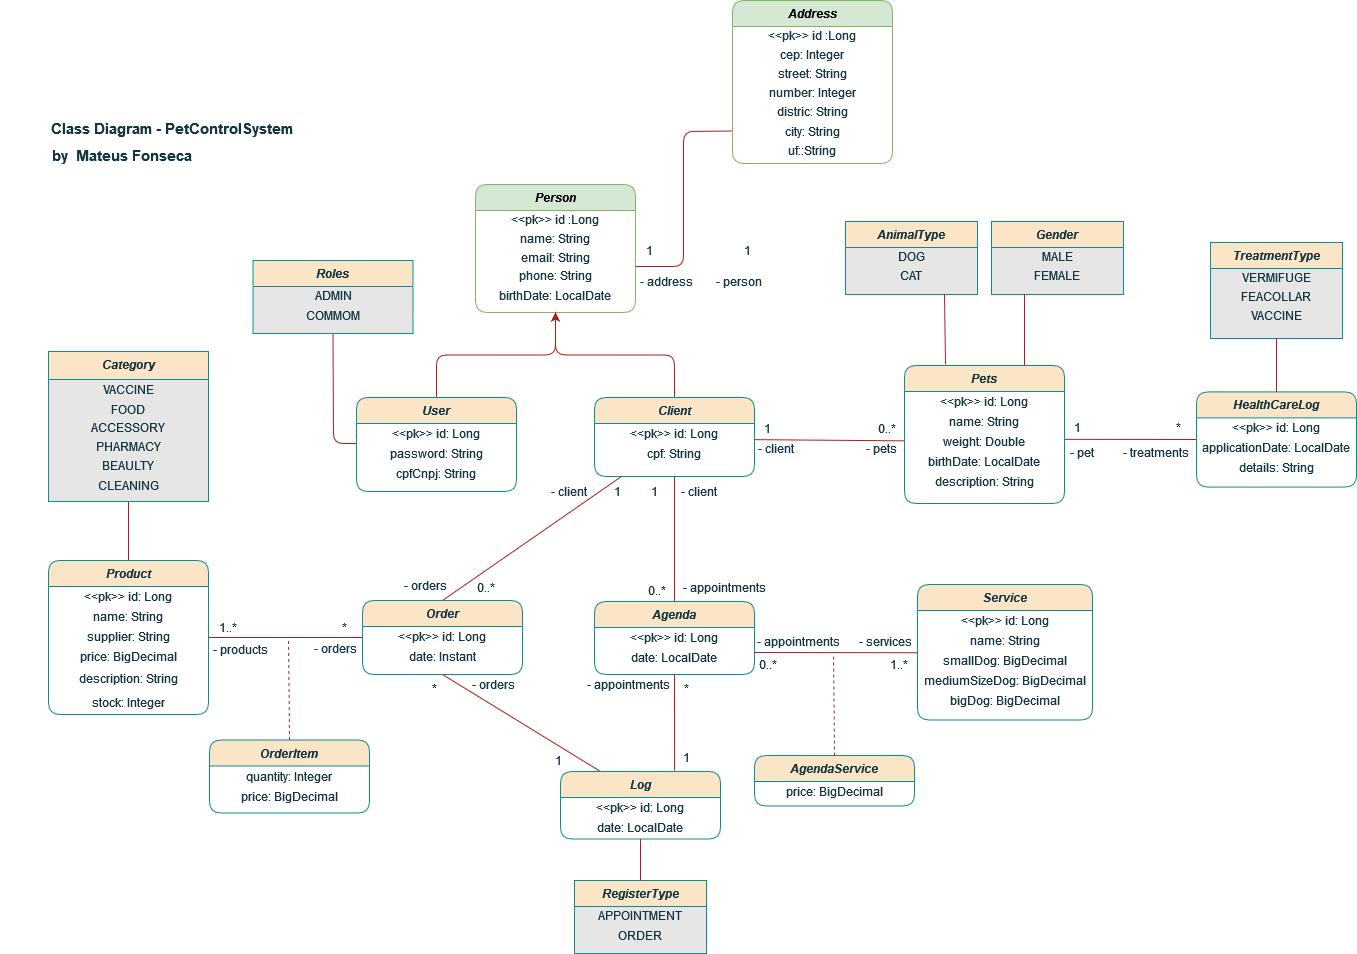 Class Diagram - PetControlSystem
by  Mateus Fonseca
Address
<<pk>> id :Long
cep: Integer
street: String
number: Integer
distric: String
city: String
uf::String
Person
<<pk>> id :Long
name: String
email: String
phone: String
birthDate: LocalDate
1
1
- address
- person
Roles
ADMIN
COMMOM
AnimalType
DOG
CAT
Gender
MALE
FEMALE
TreatmentType
VERMIFUGE
FEACOLLAR
VACCINE
Category
VACCINE
FOOD
ACCESSORY
PHARMACY
BEAULTY
CLEANING
User
<<pk>> id: Long
password: String
cpfCnpj: String
Client
<<pk>> id: Long
cpf: String
1
0..*
- client
- pets
Pets
<<pk>> id: Long
name: String
weight: Double
birthDate: LocalDate
description: String
1
*
- pet
- treatments
HealthCareLog
<<pk>> id: Long
applicationDate: LocalDate
details: String
- client
1
1
- client
- orders
0..*
0..*
- appointments
Product
<<pk>> id: Long
name: String
supplier: String
price: BigDecimal
description: String
stock: Integer
1..*
*
- products
- orders
Order
<<pk>> id: Long
date: Instant
Agenda
<<pk>> id: Long
date: LocalDate
- appointments
- services
0..*
1..*
Service
<<pk>> id: Long
name: String
smallDog: BigDecimal
mediumSizeDog: BigDecimal
bigDog: BigDecimal
*
- orders
- appointments
*
1
1
OrderItem
quantity: Integer
price: BigDecimal
AgendaService
price: BigDecimal
Log
<<pk>> id: Long
date: LocalDate
RegisterType
APPOINTMENT
ORDER